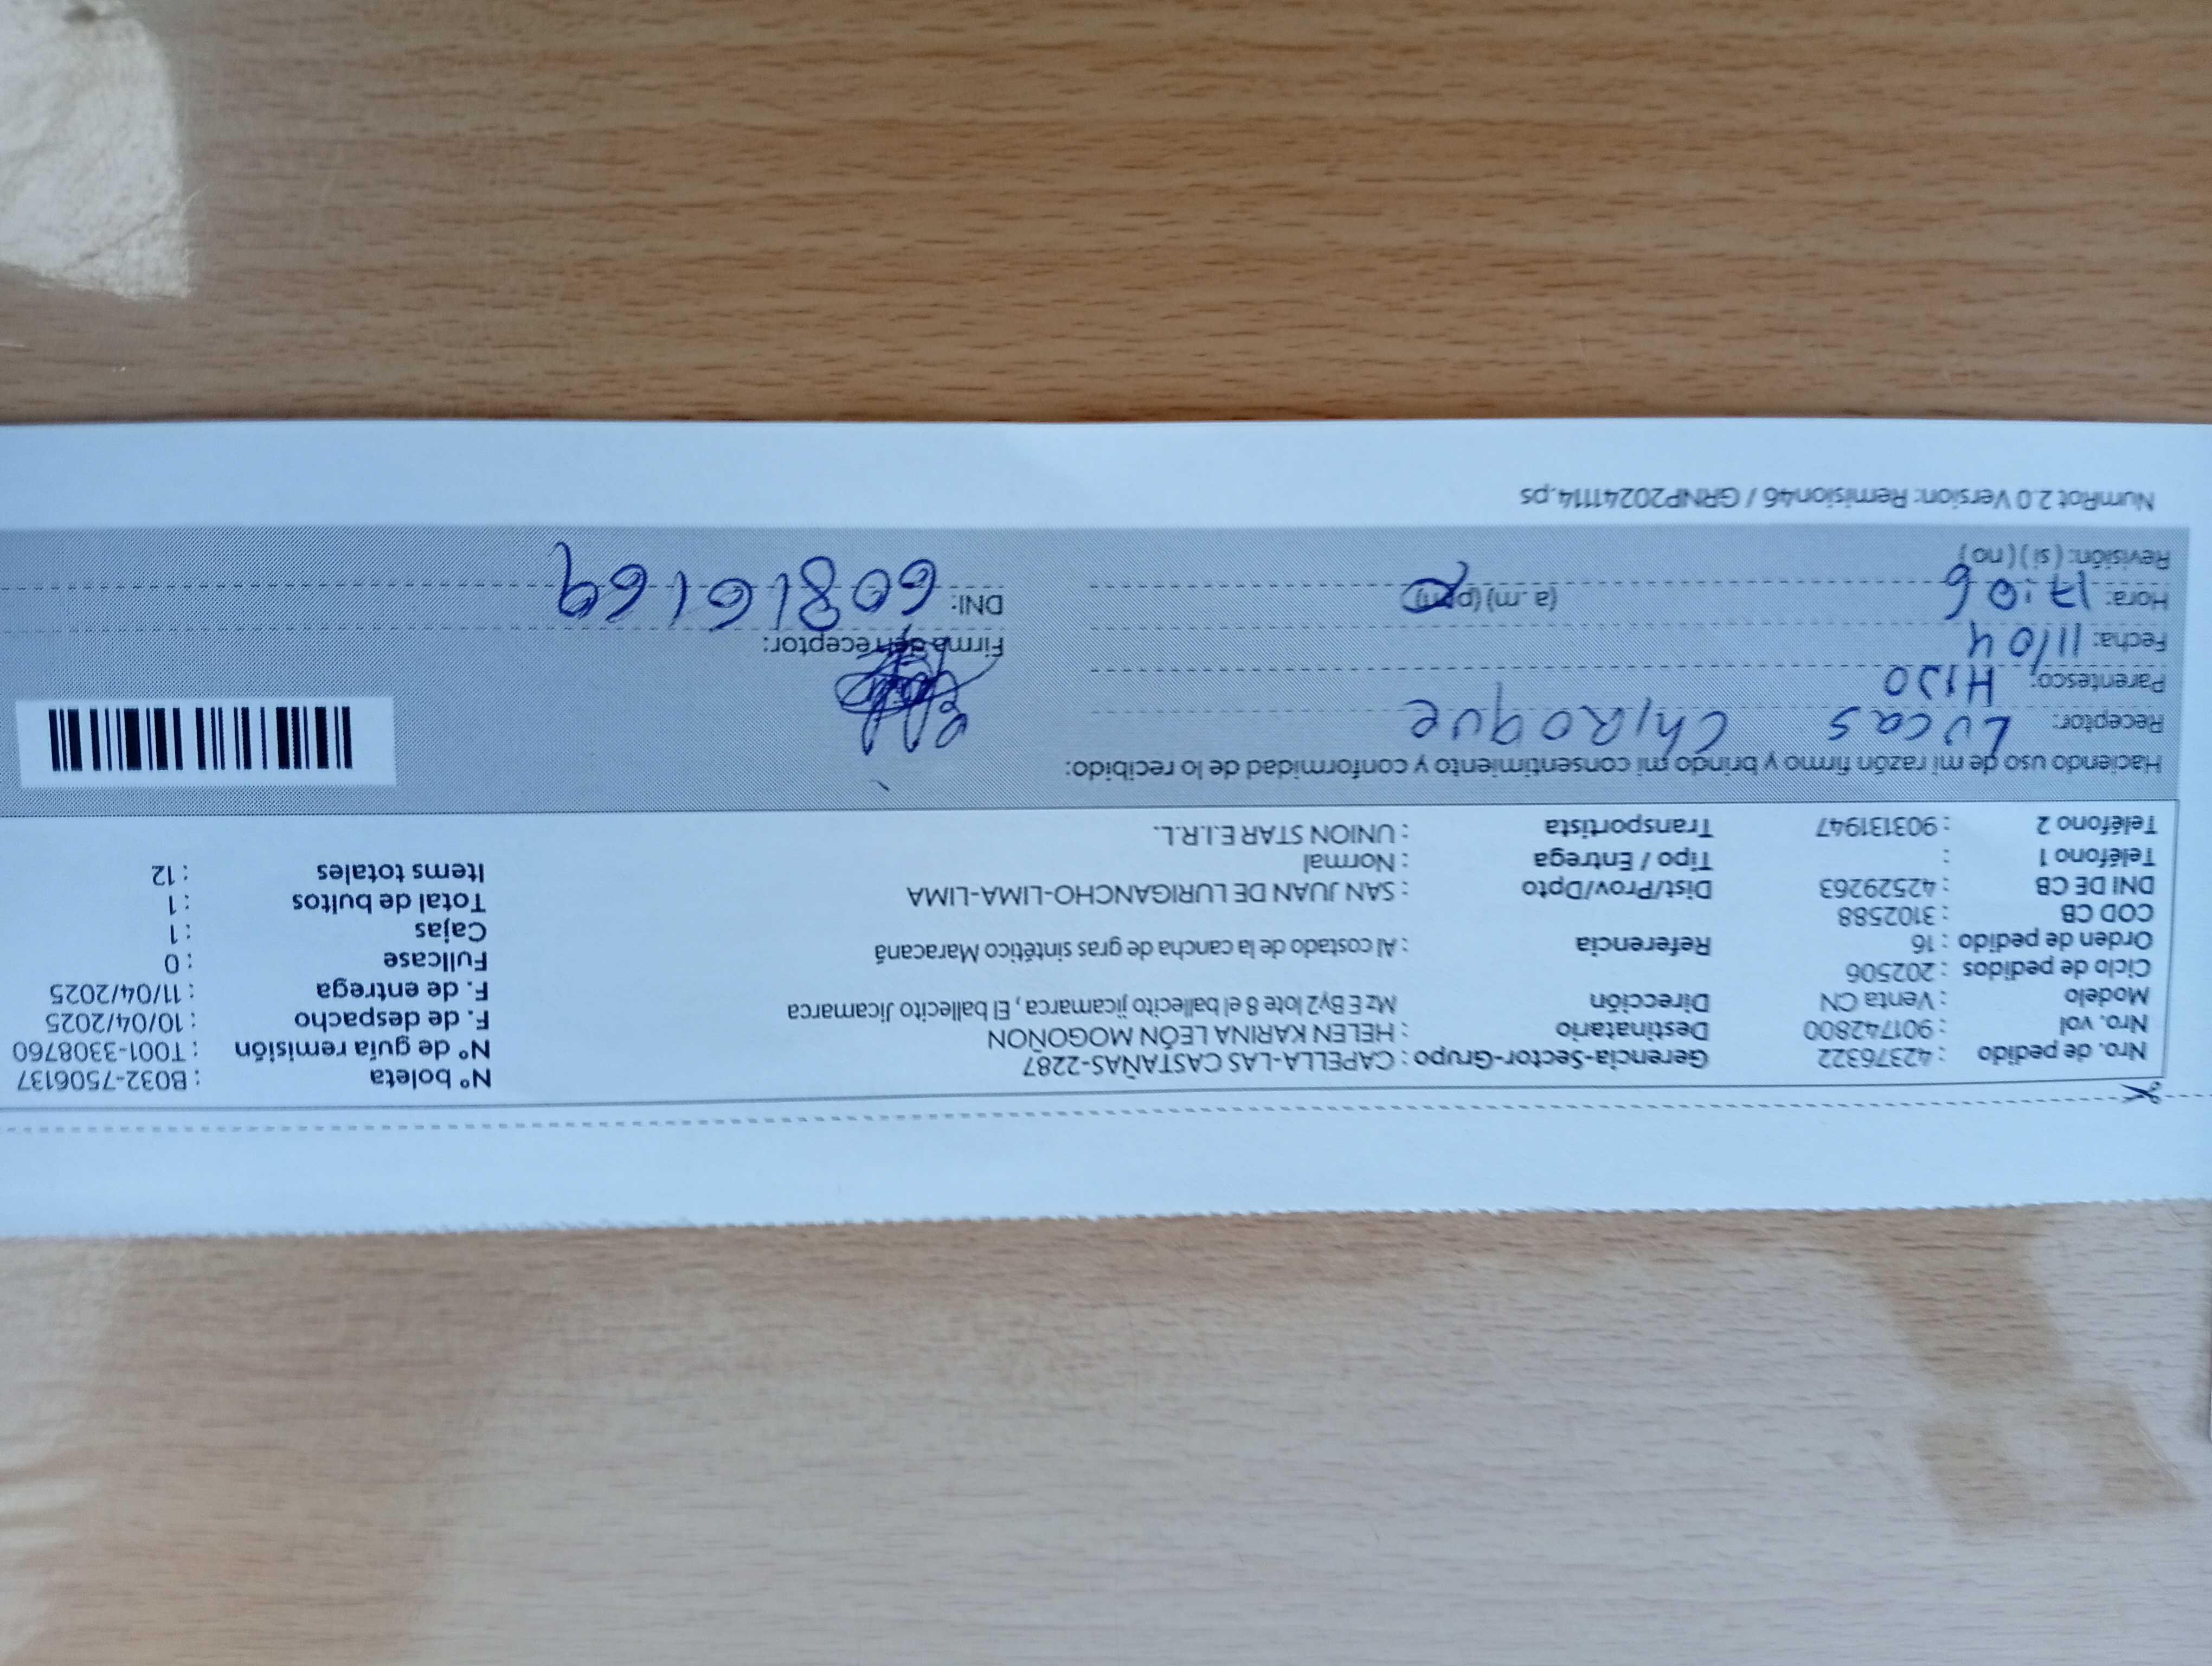 Nro. de pedido : 42376322 Gerencia-Sector-Grupo : CAPELLA-LAS CASTAÑAS-2287 N° boleta : B032-7506137
Nro. vol : 901742800 Destinatario : HELEN KARINA LEÓN MOGOÑON N° de guía remisión : T001-3308760
Modelo : Venta CN Dirección Mz E By2 lote 8 el ballecito jicamarca , El ballecito Jicamarca F. de despacho : 10/04/2025
Ciclo de pedidos : 202506 F. de entrega : 11/04/2025
Orden de pedido : 16 Referencia : Al costado de la cancha de gras sintético Maracaná Fullcase : 0
COD CB : 3102588 Cajas : 1
DNI DE CB : 42529263 Dist/Prov/Dpto : SAN JUAN DE LURIGANCHO-LIMA-LIMA Total de bultos : 1
Teléfono 1 : Tipo / Entrega : Normal Items totales : 12
Teléfono 2 : 903131947 Transportista : UNION STAR E.I.R.L.
Haciendo uso de mi razón firmo y brindo mi consentimiento y conformidad de lo recibido:
Receptor: Lucas ChiRoque
Parentesco: HIJO
Fecha: 11/04 Firma del receptor:
Hora: 17:06 (a.m) (pm) DNI: 60816169
Revisión: ( si ) ( no )
NumRot 2.0 Version: Remision46 / GRNP20241114.ps